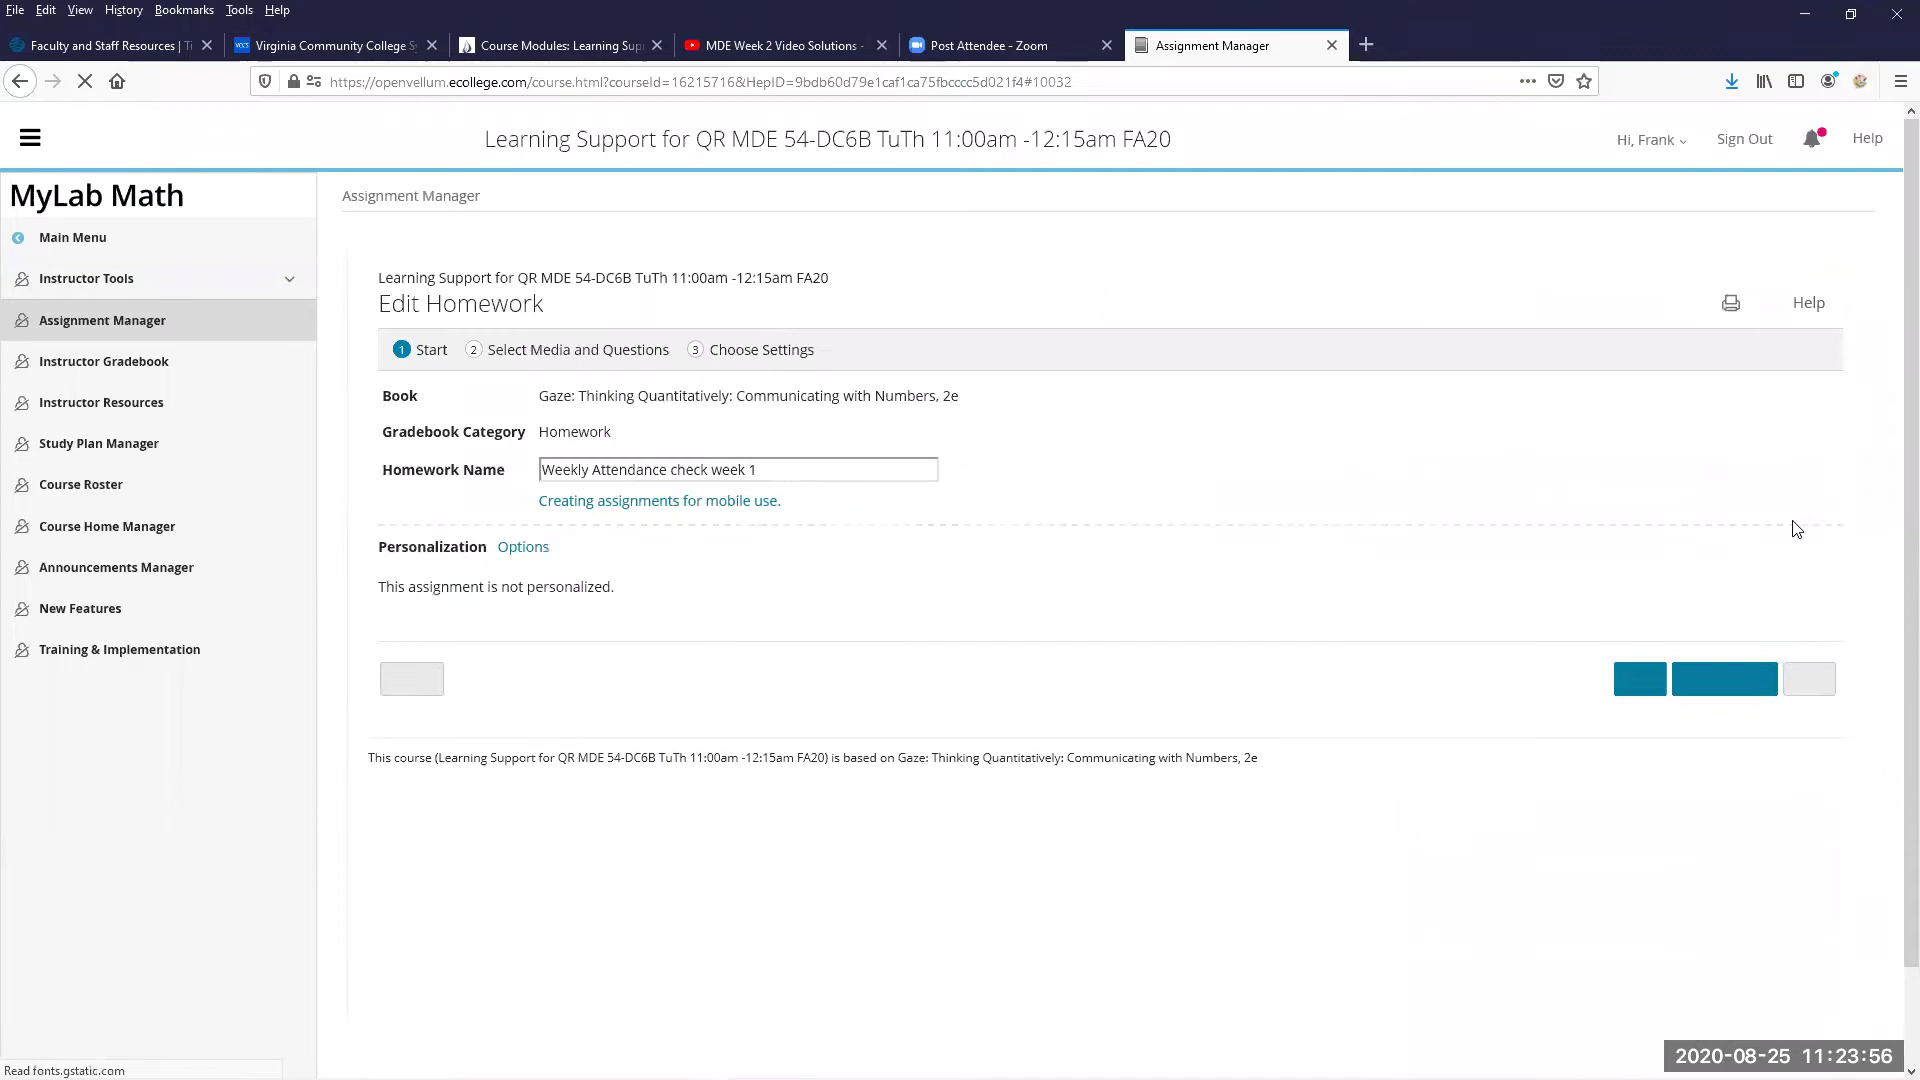 File Edit View History Bookmarks Tools Help
Faculty and Staff Resources | Ti
Virginia Community College Sy
Course Modules: Learning Supp
MDE Week 2 Video Solutions -
Post Attendee - Zoom
Assignment Manager
https://openvellum.ecollege.com/course.html?courseId=16215716&HepID=9bdb60d79e1caf1ca75fbcccc5d021f4#10032
Learning Support for QR MDE 54-DC6B TuTh 11:00am -12:15am FA20
Hi, Frank
Sign Out
Help
MyLab Math
Main Menu
Instructor Tools
Assignment Manager
Instructor Gradebook
Instructor Resources
Study Plan Manager
Course Roster
Course Home Manager
Announcements Manager
New Features
Training & Implementation
Assignment Manager
Learning Support for QR MDE 54-DC6B TuTh 11:00am -12:15am FA20
Edit Homework
Help
1 Start 2 Select Media and Questions 3 Choose Settings
Book Gaze: Thinking Quantitatively: Communicating with Numbers, 2e
Gradebook Category Homework
Homework Name Weekly Attendance check week 1
Creating assignments for mobile use.
Personalization Options
This assignment is not personalized.
This course (Learning Support for QR MDE 54-DC6B TuTh 11:00am -12:15am FA20) is based on Gaze: Thinking Quantitatively: Communicating with Numbers, 2e
Read fonts.gstatic.com
2020-08-25 11:23:56